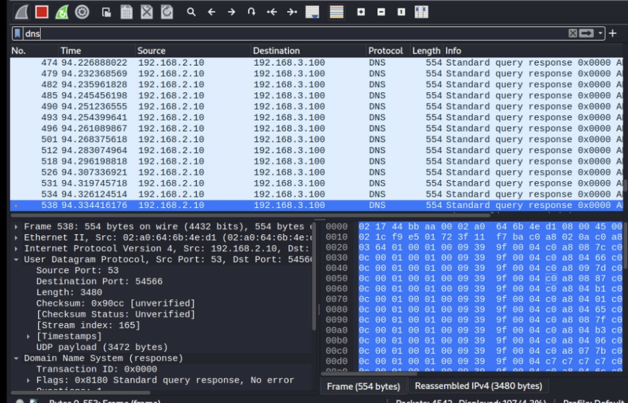 dns
No. Time Source Destination Protocol Length Info
474 94.226888022 192.168.2.10 192.168.3.100 DNS 554 Standard query response 0x0000 A
479 94.232368569 192.168.2.10 192.168.3.100 DNS 554 Standard query response 0x0000 A
482 94.235961828 192.168.2.10 192.168.3.100 DNS 554 Standard query response 0x0000 A
485 94.245456198 192.168.2.10 192.168.3.100 DNS 554 Standard query response 0x0000 A
490 94.251236555 192.168.2.10 192.168.3.100 DNS 554 Standard query response 0x0000 A
493 94.254399641 192.168.2.10 192.168.3.100 DNS 554 Standard query response 0x0000 A
496 94.261089867 192.168.2.10 192.168.3.100 DNS 554 Standard query response 0x0000 A
501 94.268375618 192.168.2.10 192.168.3.100 DNS 554 Standard query response 0x0000 A
512 94.283074964 192.168.2.10 192.168.3.100 DNS 554 Standard query response 0x0000 A
518 94.296198818 192.168.2.10 192.168.3.100 DNS 554 Standard query response 0x0000 A
526 94.307336921 192.168.2.10 192.168.3.100 DNS 554 Standard query response 0x0000 A
531 94.319745718 192.168.2.10 192.168.3.100 DNS 554 Standard query response 0x0000 A
534 94.326124514 192.168.2.10 192.168.3.100 DNS 554 Standard query response 0x0000 A
538 94.334416176 192.168.2.10 192.168.3.100 DNS 554 Standard query response 0x0000 A
Frame 538: 554 bytes on wire (4432 bits), 554 bytes
Ethernet II, Src: 02:a0:64:6b:4e:d1 (02:a0:64:6b:4e:
Internet Protocol Version 4, Src: 192.168.2.10, Dst:
User Datagram Protocol, Src Port: 53, Dst Port: 5456
Source Port: 53
Destination Port: 54566
Length: 3480
Checksum: 0x90cc [unverified]
[Checksum Status: Unverified]
[Stream index: 165]
[Timestamps]
UDP payload (3472 bytes)
Domain Name System (response)
Transaction ID: 0x0000
Flags: 0x8180 Standard query response, No error
0000 02 17 44 bb aa 00 02 a0 64 6b 4e d1 08 00 45 00
0010 02 1c f9 e5 01 72 3f 11 f7 ba c0 a8 02 0a c0 a8
0020 03 64 01 00 01 00 09 39 9f 00 04 c0 a8 08 7c c0
0030 0c 00 01 00 01 00 09 39 9f 00 04 c0 a8 04 66 c0
0040 0c 00 01 00 01 00 09 39 9f 00 04 c0 a8 09 7d c0
0050 0c 00 01 00 01 00 09 39 9f 00 04 c0 a8 08 87 c0
0060 0c 00 01 00 01 00 09 39 9f 00 04 c0 a8 04 b1 c0
0070 0c 00 01 00 01 00 09 39 9f 00 04 c0 a8 04 01 c0
0080 0c 00 01 00 01 00 09 39 9f 00 04 c0 a8 04 65 c0
0090 0c 00 01 00 01 00 09 39 9f 00 04 c0 a8 08 7f c0
00a0 0c 00 01 00 01 00 09 39 9f 00 04 c0 a8 04 b3 c0
00b0 0c 00 01 00 01 00 09 39 9f 00 04 c0 a8 04 06 c0
00c0 0c 00 01 00 01 00 09 39 9f 00 04 c0 a8 07 7b c0
00d0 0c 00 01 00 01 00 09 39 9f 00 04 c7 c7 c7 c7 c0
Frame (554 bytes) Reassembled IPv4 (3480 bytes)